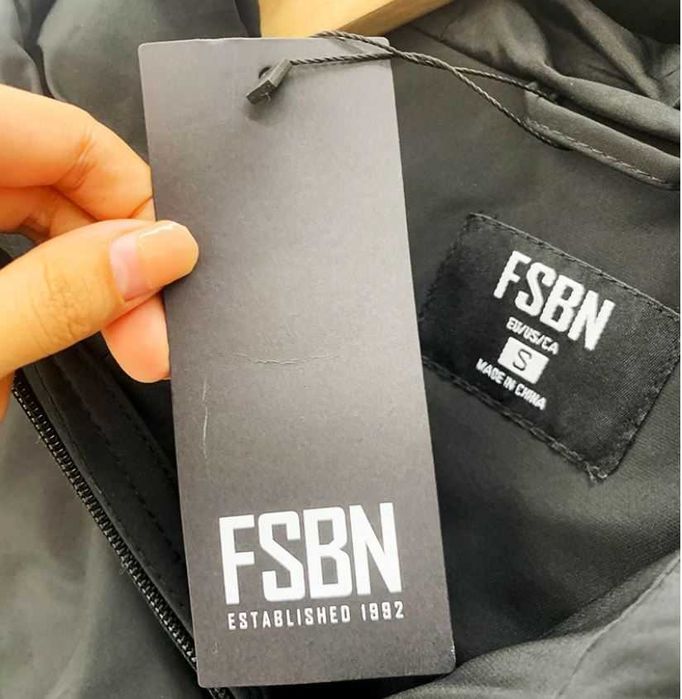 FSBN
EU/US/CA
S
MADE IN CHINA
FSBN
ESTABLISHED 1992